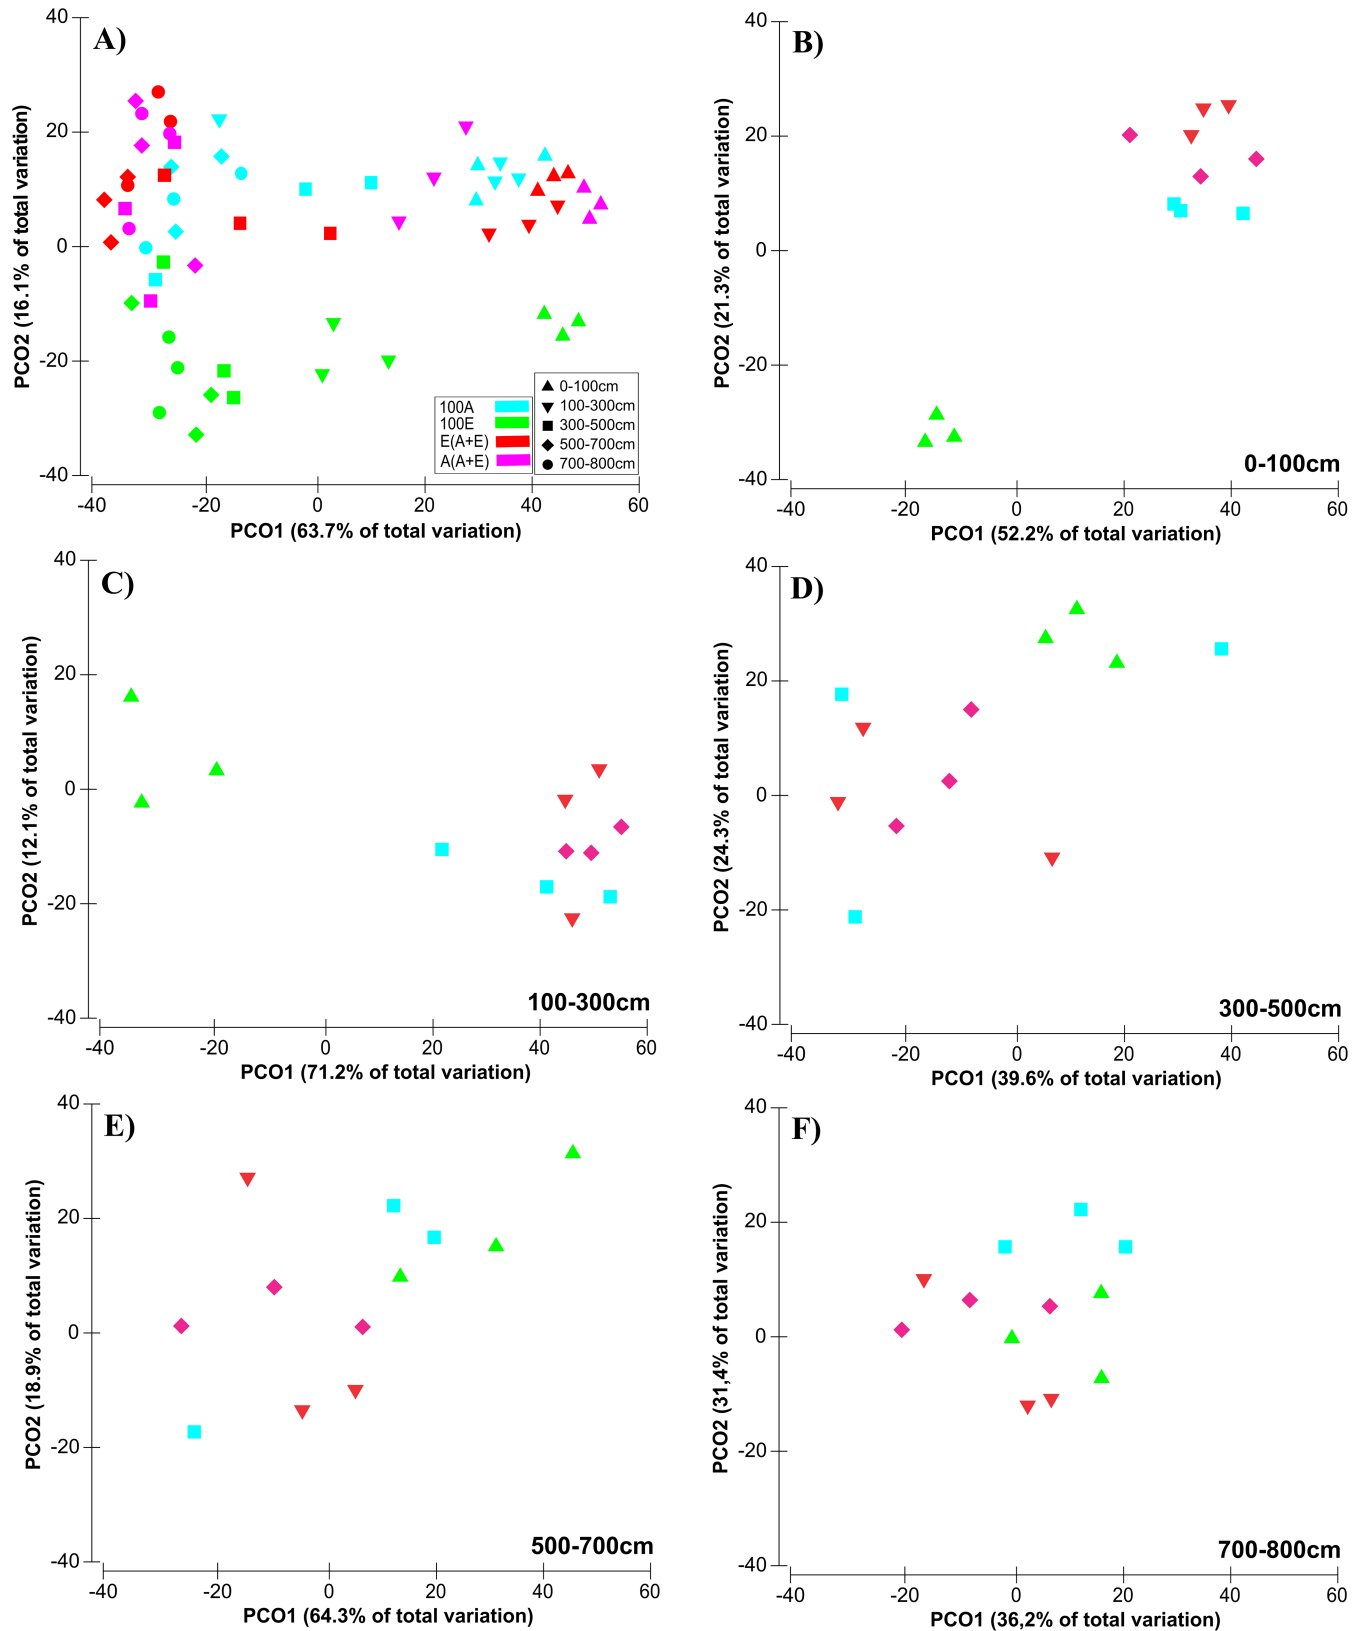 A)
40
20
0
-20
-40
PCO2 (16.1% of total variation)
-40 -20 0 20 40 60
PCO1 (63.7% of total variation)
100A
100E
E(A+E)
A(A+E)
0-100cm
100-300cm
300-500cm
500-700cm
700-800cm
B)
40
20
0
-20
-40
PCO2 (21.3% of total variation)
0-100cm
-40 -20 0 20 40 60
PCO1 (52.2% of total variation)
C)
40
20
0
-20
-40
PCO2 (12.1% of total variation)
100-300cm
-40 -20 0 20 40 60
PCO1 (71.2% of total variation)
D)
40
20
0
-20
-40
PCO2 (24.3% of total variation)
300-500cm
-40 -20 0 20 40 60
PCO1 (39.6% of total variation)
E)
40
20
0
-20
-40
PCO2 (18.9% of total variation)
500-700cm
-40 -20 0 20 40 60
PCO1 (64.3% of total variation)
F)
40
20
0
-20
-40
PCO2 (31,4% of total variation)
700-800cm
-40 -20 0 20 40 60
PCO1 (36,2% of total variation)